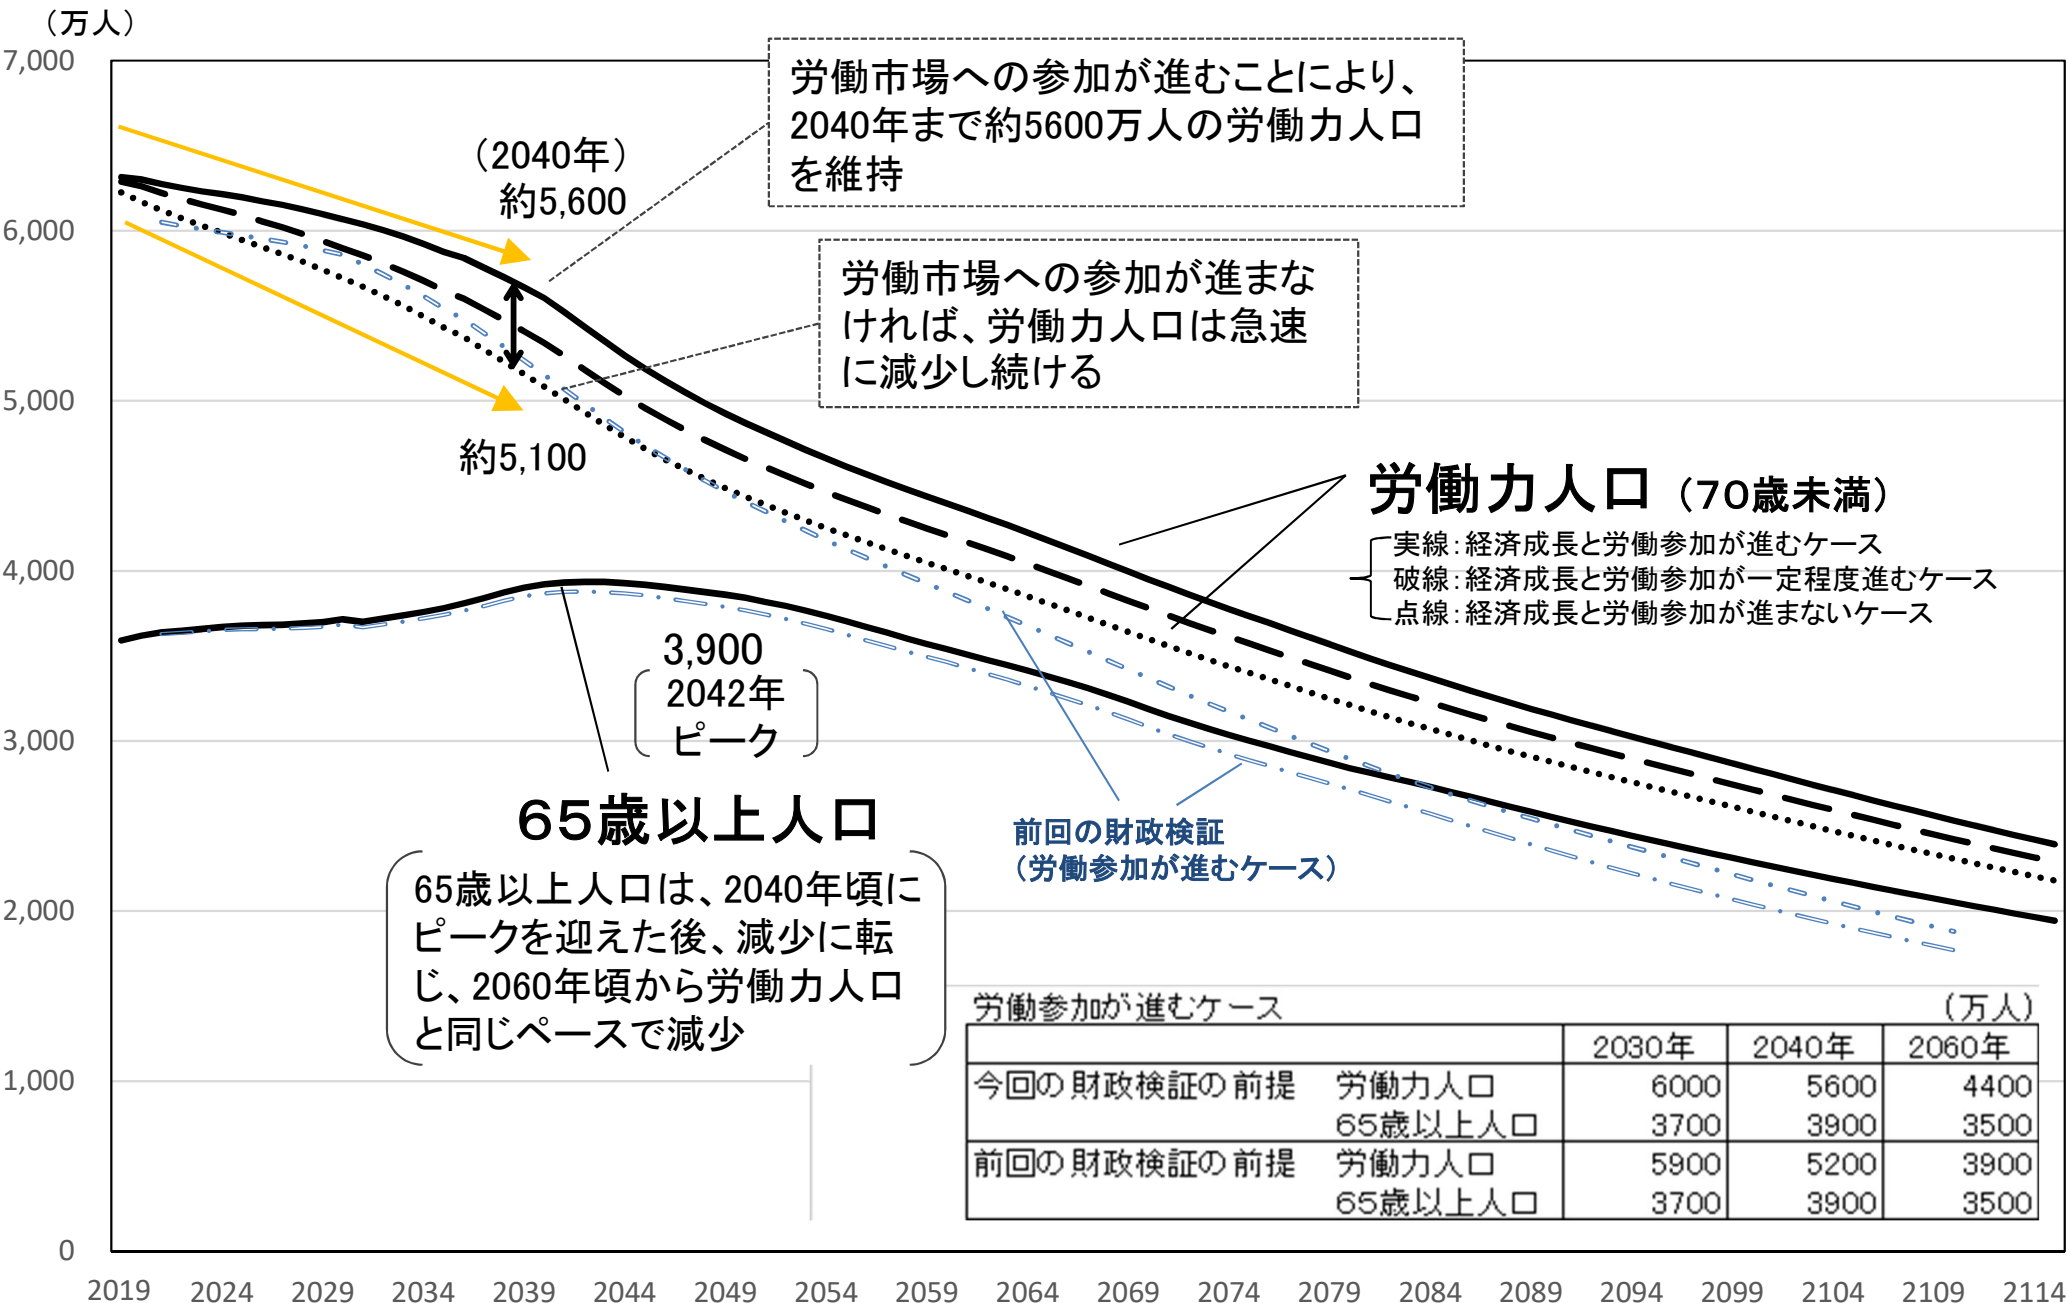 （万人）
7,000
6,000
5,000
4,000
3,000
2,000
1,000
0
労働市場への参加が進むことにより、
2040年まで約5600万人の労働力人口
を維持
（2040年）
約5,600
労働市場への参加が進まな
ければ、労働力人口は急速
に減少し続ける
約5,100
労働力人口（70歳未満）
実線：経済成長と労働参加が進むケース
破線：経済成長と労働参加が一定程度進むケース
点線：経済成長と労働参加が進まないケース
3,900
2042年
ピーク
65歳以上人口
65歳以上人口は、2040年頃に
ピークを迎えた後、減少に転
じ、2060年頃から労働力人口
と同じペースで減少
前回の財政検証
（労働参加が進むケース）
労働参加が進むケース （万人）
2030年 2040年 2060年
今回の財政検証の前提 労働力人口 6000 5600 4400
65歳以上人口 3700 3900 3500
前回の財政検証の前提 労働力人口 5900 5200 3900
65歳以上人口 3700 3900 3500
2019 2024 2029 2034 2039 2044 2049 2054 2059 2064 2069 2074 2079 2084 2089 2094 2099 2104 2109 2114